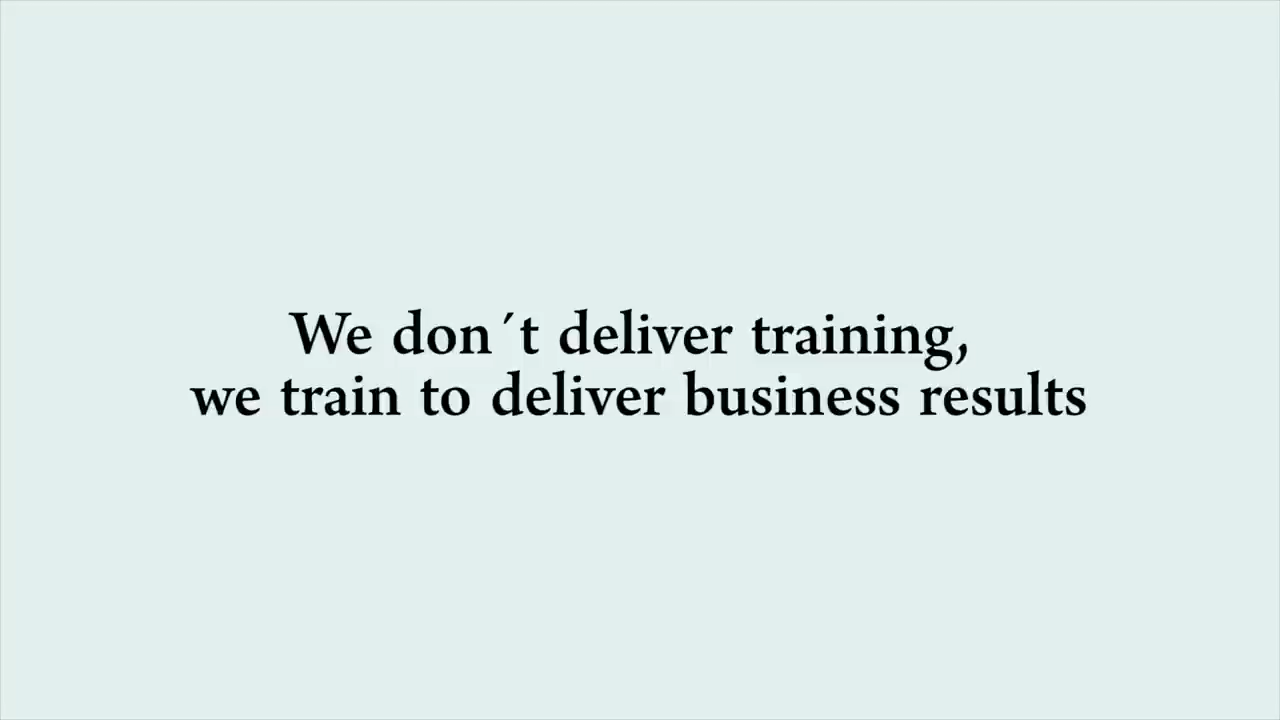 We don´t deliver training,
we train to deliver business results